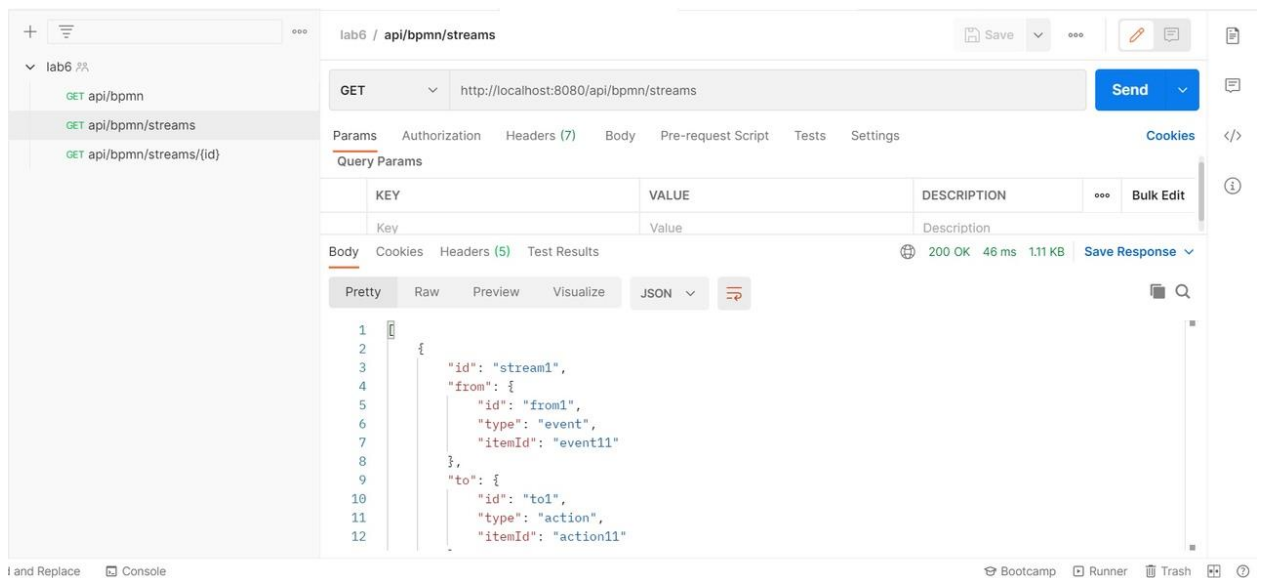 lab6 / api/bpmn/streams
Save
lab6
GET api/bpmn
GET api/bpmn/streams
GET api/bpmn/streams/{id}
GET
http://localhost:8080/api/bpmn/streams
Send
Params Authorization Headers (7) Body Pre-request Script Tests Settings Cookies
Query Params
KEY VALUE DESCRIPTION Bulk Edit
Key Value Description
Body Cookies Headers (5) Test Results 200 OK 46 ms 1.11 KB Save Response
Pretty Raw Preview Visualize JSON
1 [
2 {
3 "id": "stream1",
4 "from": {
5 "id": "from1",
6 "type": "event",
7 "itemId": "event11"
8 },
9 "to": {
10 "id": "to1",
11 "type": "action",
12 "itemId": "action11"
and Replace Console Bootcamp Runner Trash